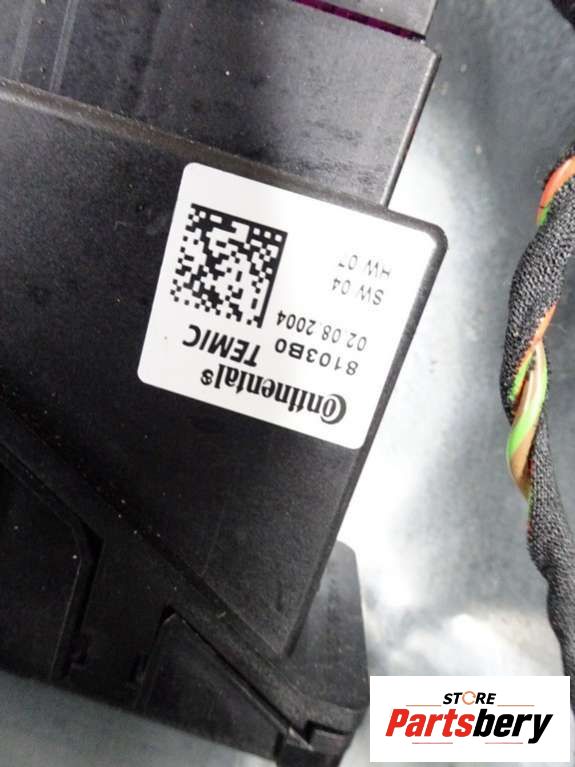 Continental®
TEMIC
8103B0
02.08.2004
SW 04
HW 07
STORE
Partsbery